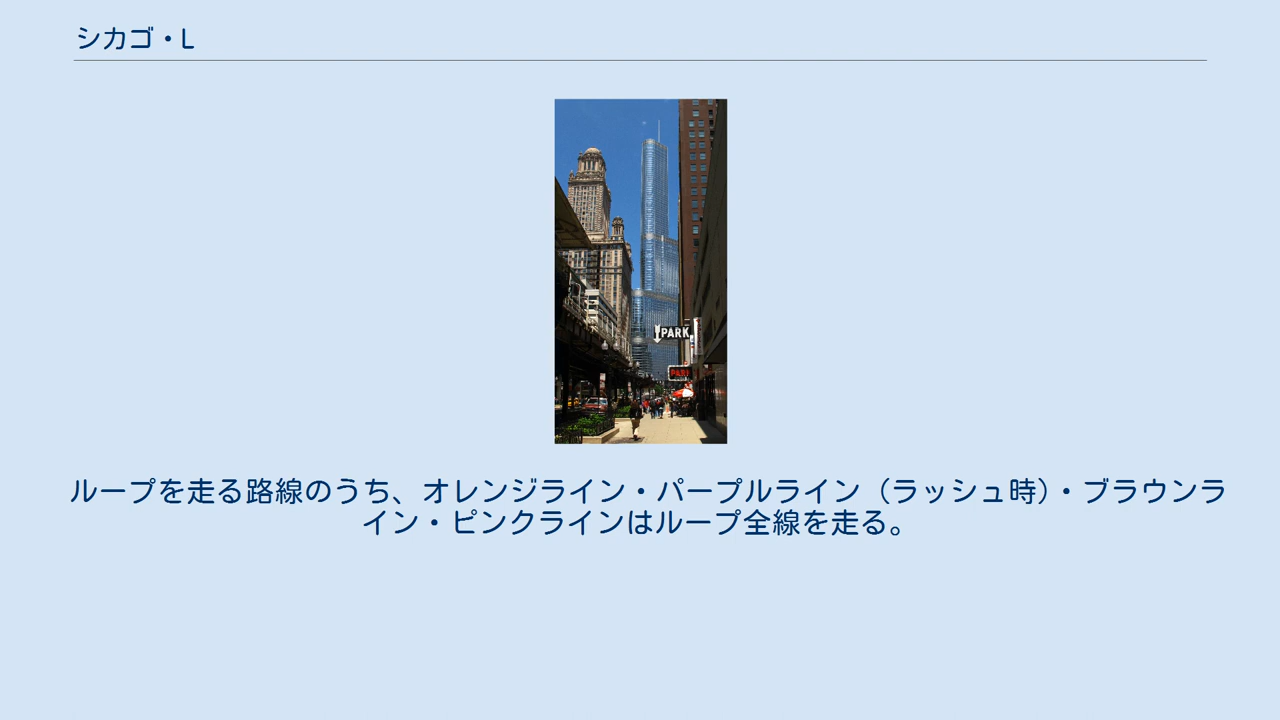 シカゴ・L
PARK
PARK
ループを走る路線のうち、オレンジライン・パープルライン（ラッシュ時）・ブラウンラ
イン・ピンクラインはループ全線を走る。